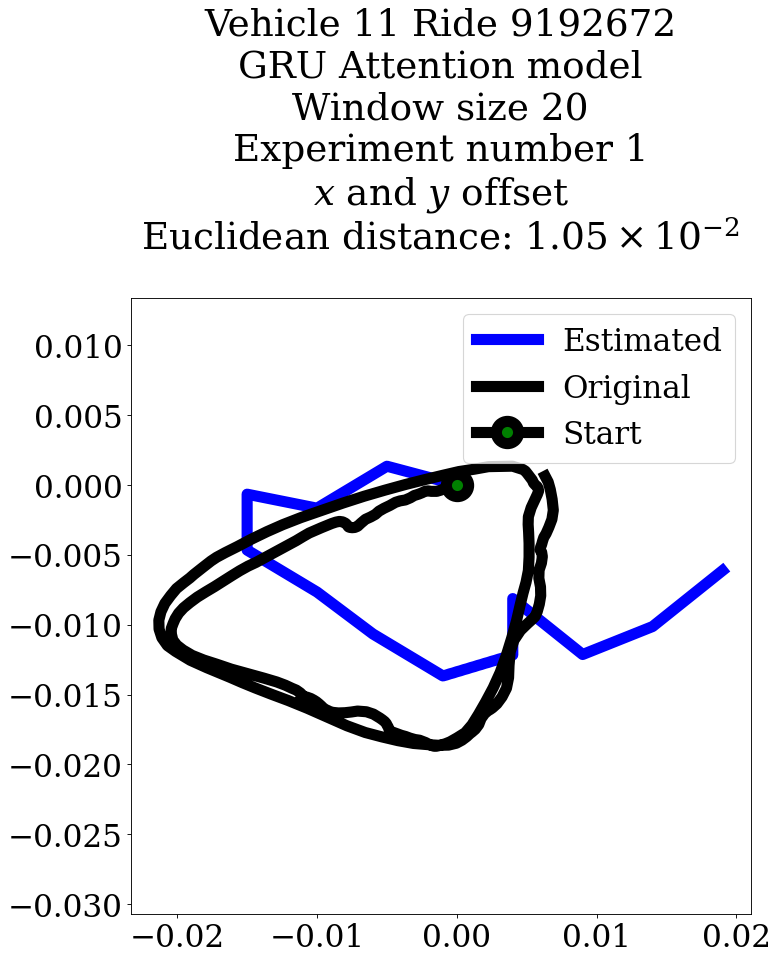 Vehicle 11 Ride 9192672
GRU Attention model
Window size 20
Experiment number 1
x and y offset
Euclidean distance: 1.05 × 10⁻²
Estimated
Original
Start
0.010
0.005
0.000
−0.005
−0.010
−0.015
−0.020
−0.025
−0.030
−0.02 −0.01 0.00 0.01 0.02